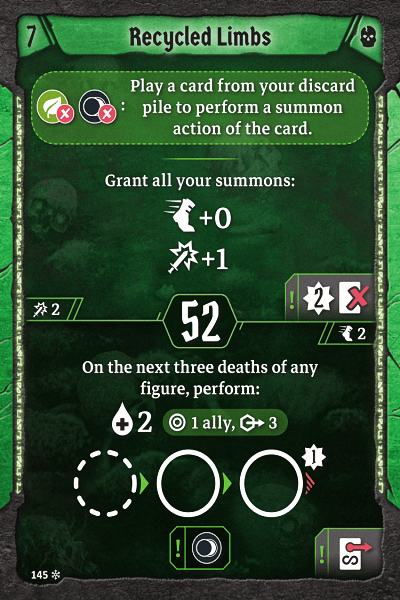 7
Recycled Limbs
:
Play a card from your discard
pile to perform a summon
action of the card.
Grant all your summons:
+0
+1
! 2
2
52
2
On the next three deaths of any
figure, perform:
2 1 ally, 3
1
!
! S
145